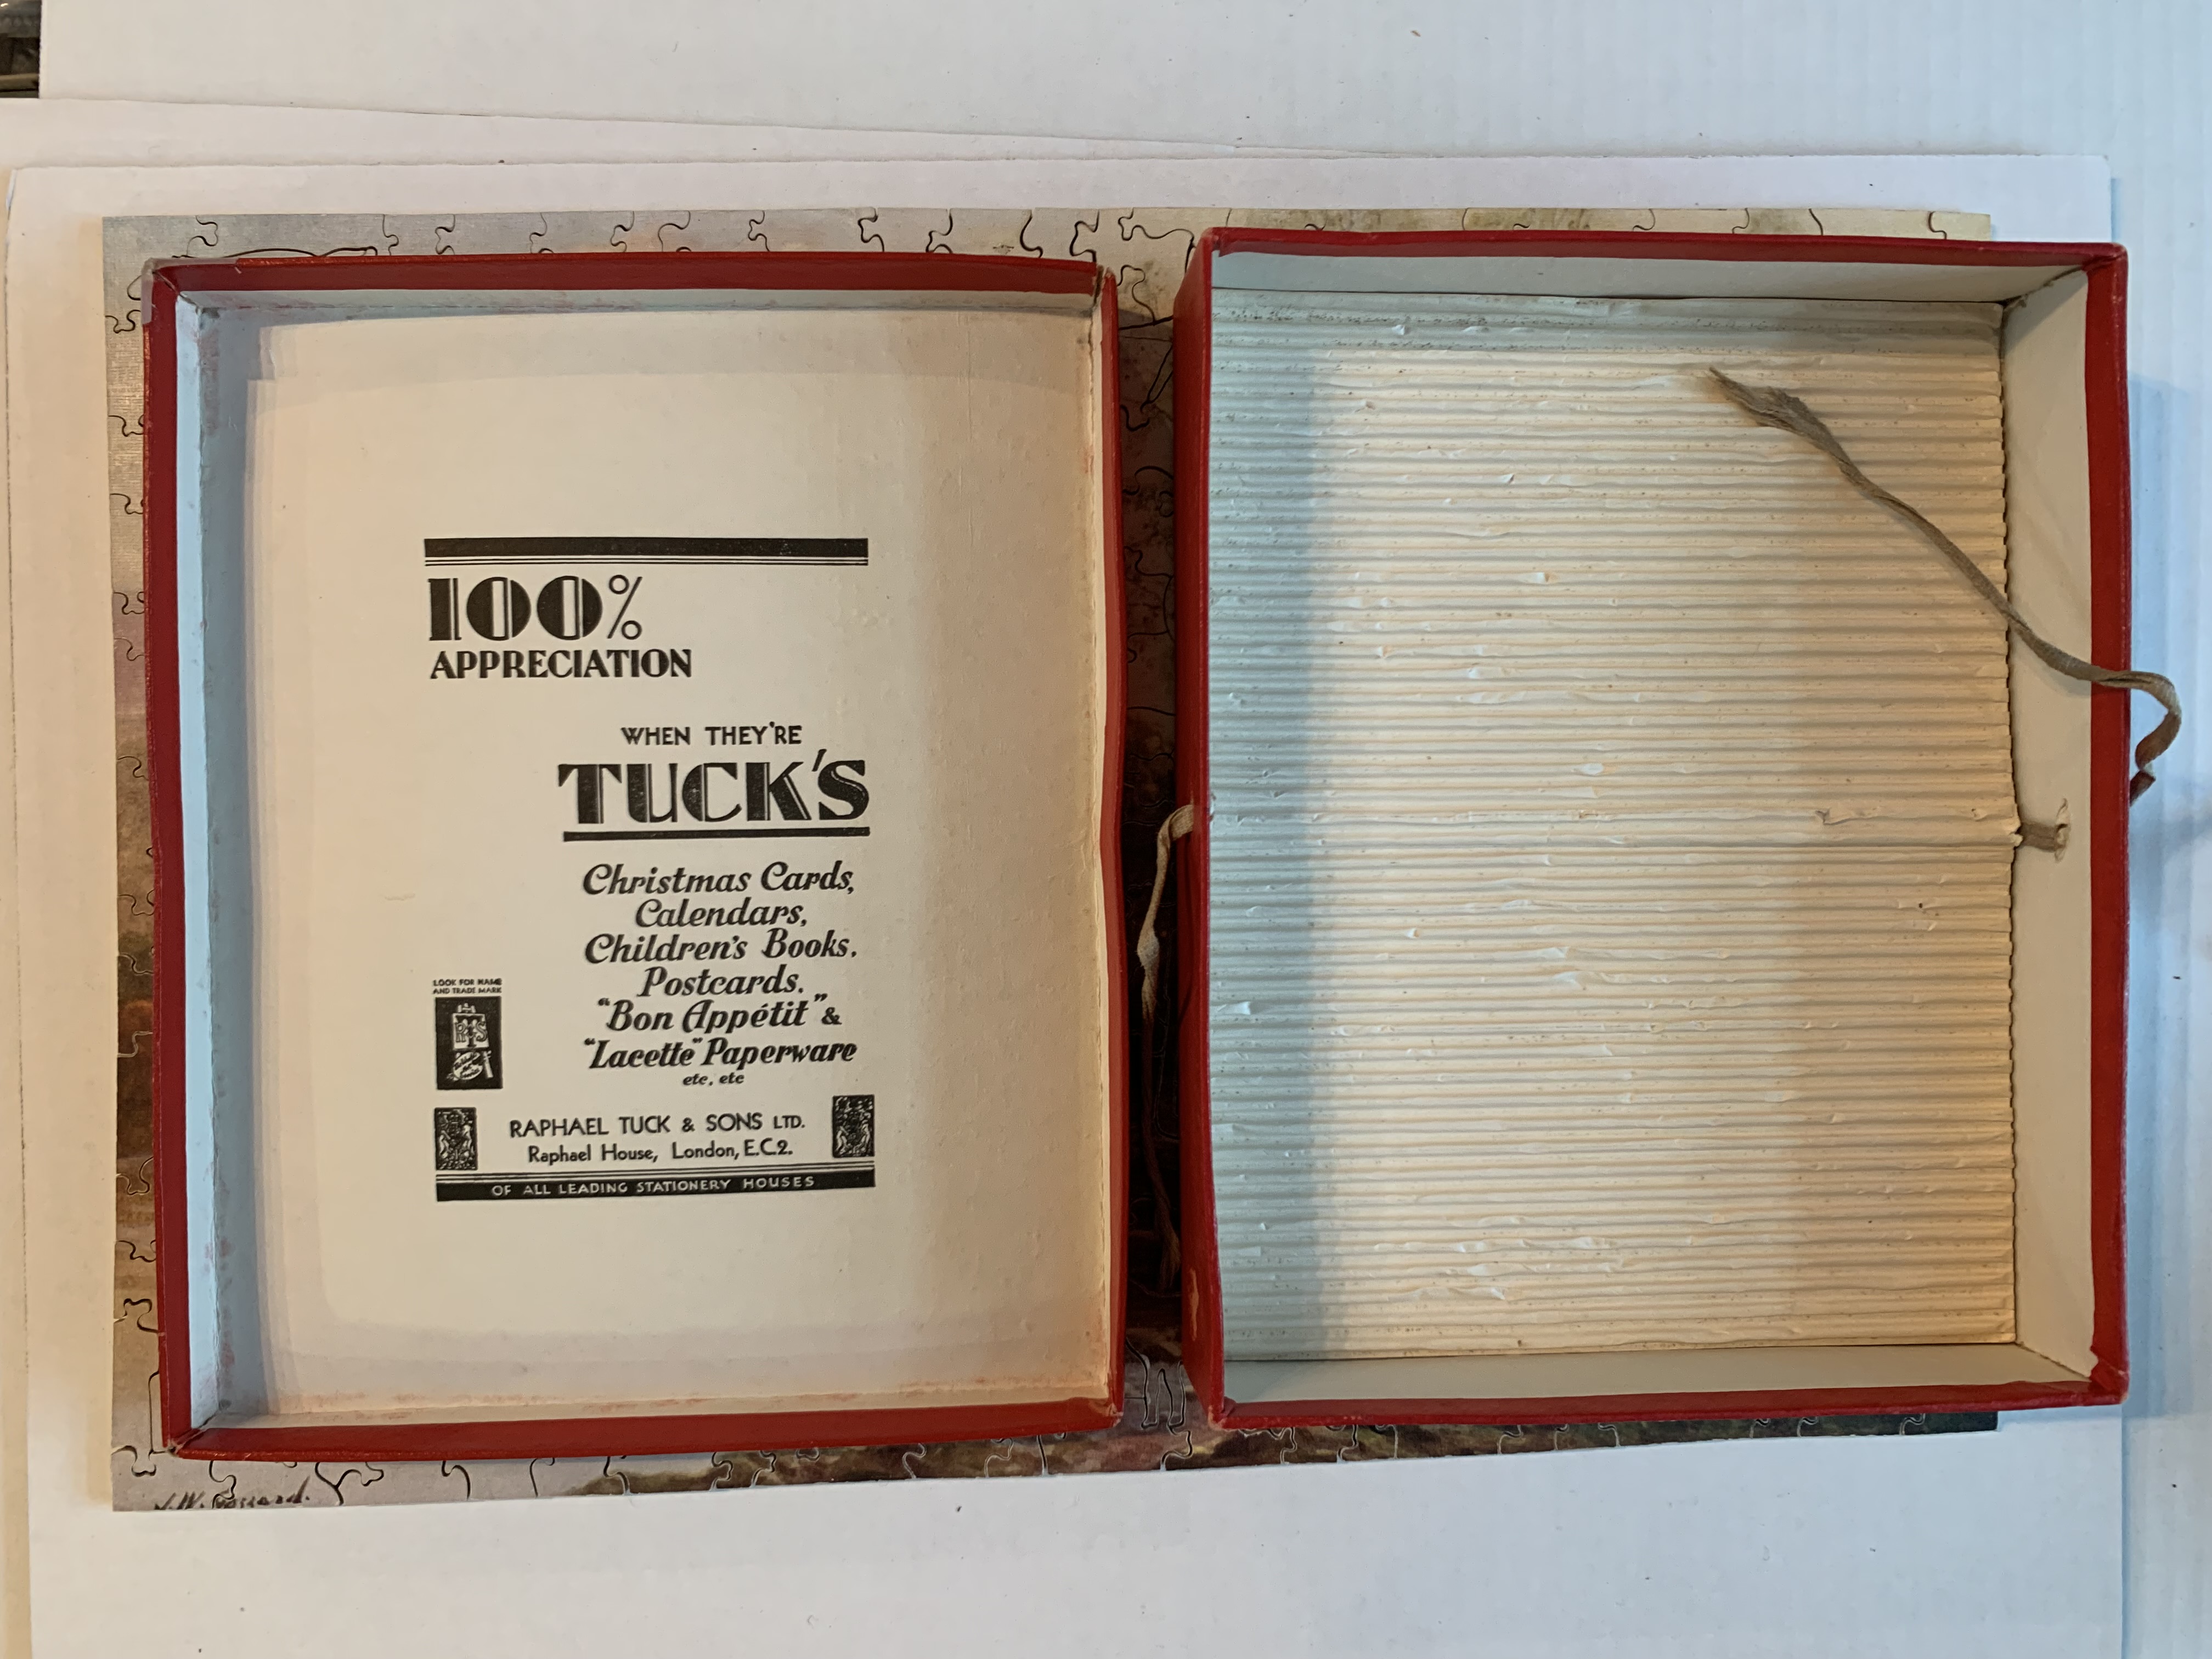 100%
APPRECIATION
WHEN THEY'RE
TUCK'S
Christmas Cards,
Calendars,
Children's Books,
Postcards.
"Bon Appétit" &
"Lacette" Paperware
etc, etc
LOOK FOR NAME
AND TRADE MARK
RTS
RAPHAEL TUCK & SONS LTD.
Raphael House, London, E.C.2.
OF ALL LEADING STATIONERY HOUSES
J.W.